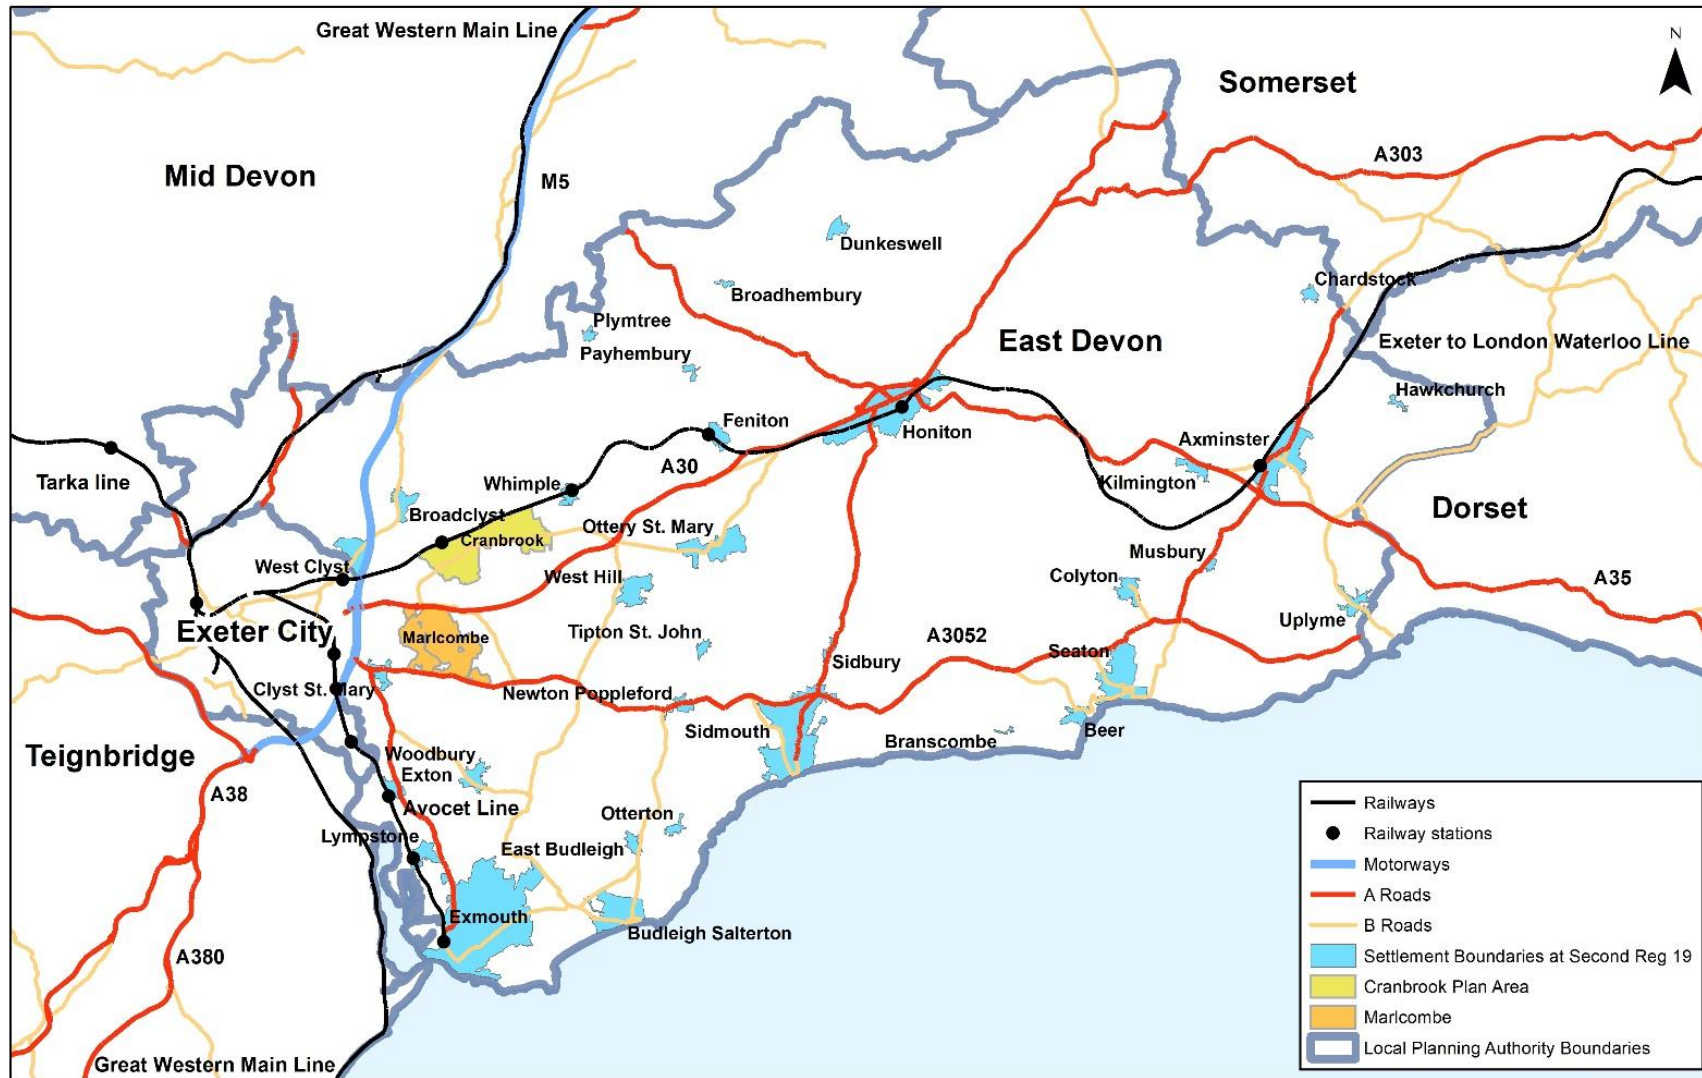 Great Western Main Line
N
Somerset
A303
Mid Devon
M5
Dunkeswell
Chardstock
Broadhembury
Plymtree
East Devon
Exeter to London Waterloo Line
Payhembury
Hawkchurch
Feniton
Honiton
Axminster
A30
Tarka line
Whimple
Kilmington
Broadclyst
Ottery St. Mary
Dorset
Cranbrook
Musbury
West Clyst
West Hill
Colyton
A35
Uplyme
Exeter City
Marlcombe
Tipton St. John
A3052
Seaton
Sidbury
Clyst St. Mary
Newton Poppleford
Sidmouth
Branscombe
Beer
Teignbridge
Woodbury
Exton
A38
Avocet Line
Otterton
Lympstone
East Budleigh
Exmouth
Budleigh Salterton
A380
Great Western Main Line
Railways
Railway stations
Motorways
A Roads
B Roads
Settlement Boundaries at Second Reg 19
Cranbrook Plan Area
Marlcombe
Local Planning Authority Boundaries